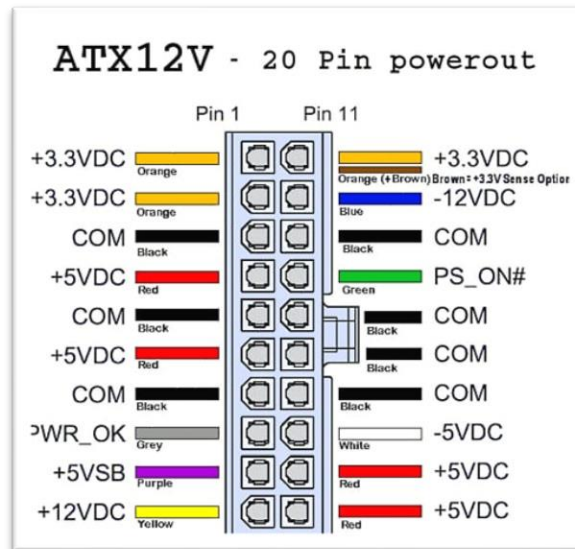 ATX12V - 20 Pin powerout
Pin 1 Pin 11
+3.3VDC Orange +3.3VDC
Orange (+Brown) Brown = +3.3V Sense Option
+3.3VDC Orange Blue -12VDC
COM Black Black COM
+5VDC Red Green PS_ON#
COM Black Black COM
+5VDC Red Black COM
COM Black Black COM
PWR_OK Grey White -5VDC
+5VSB Purple Red +5VDC
+12VDC Yellow Red +5VDC